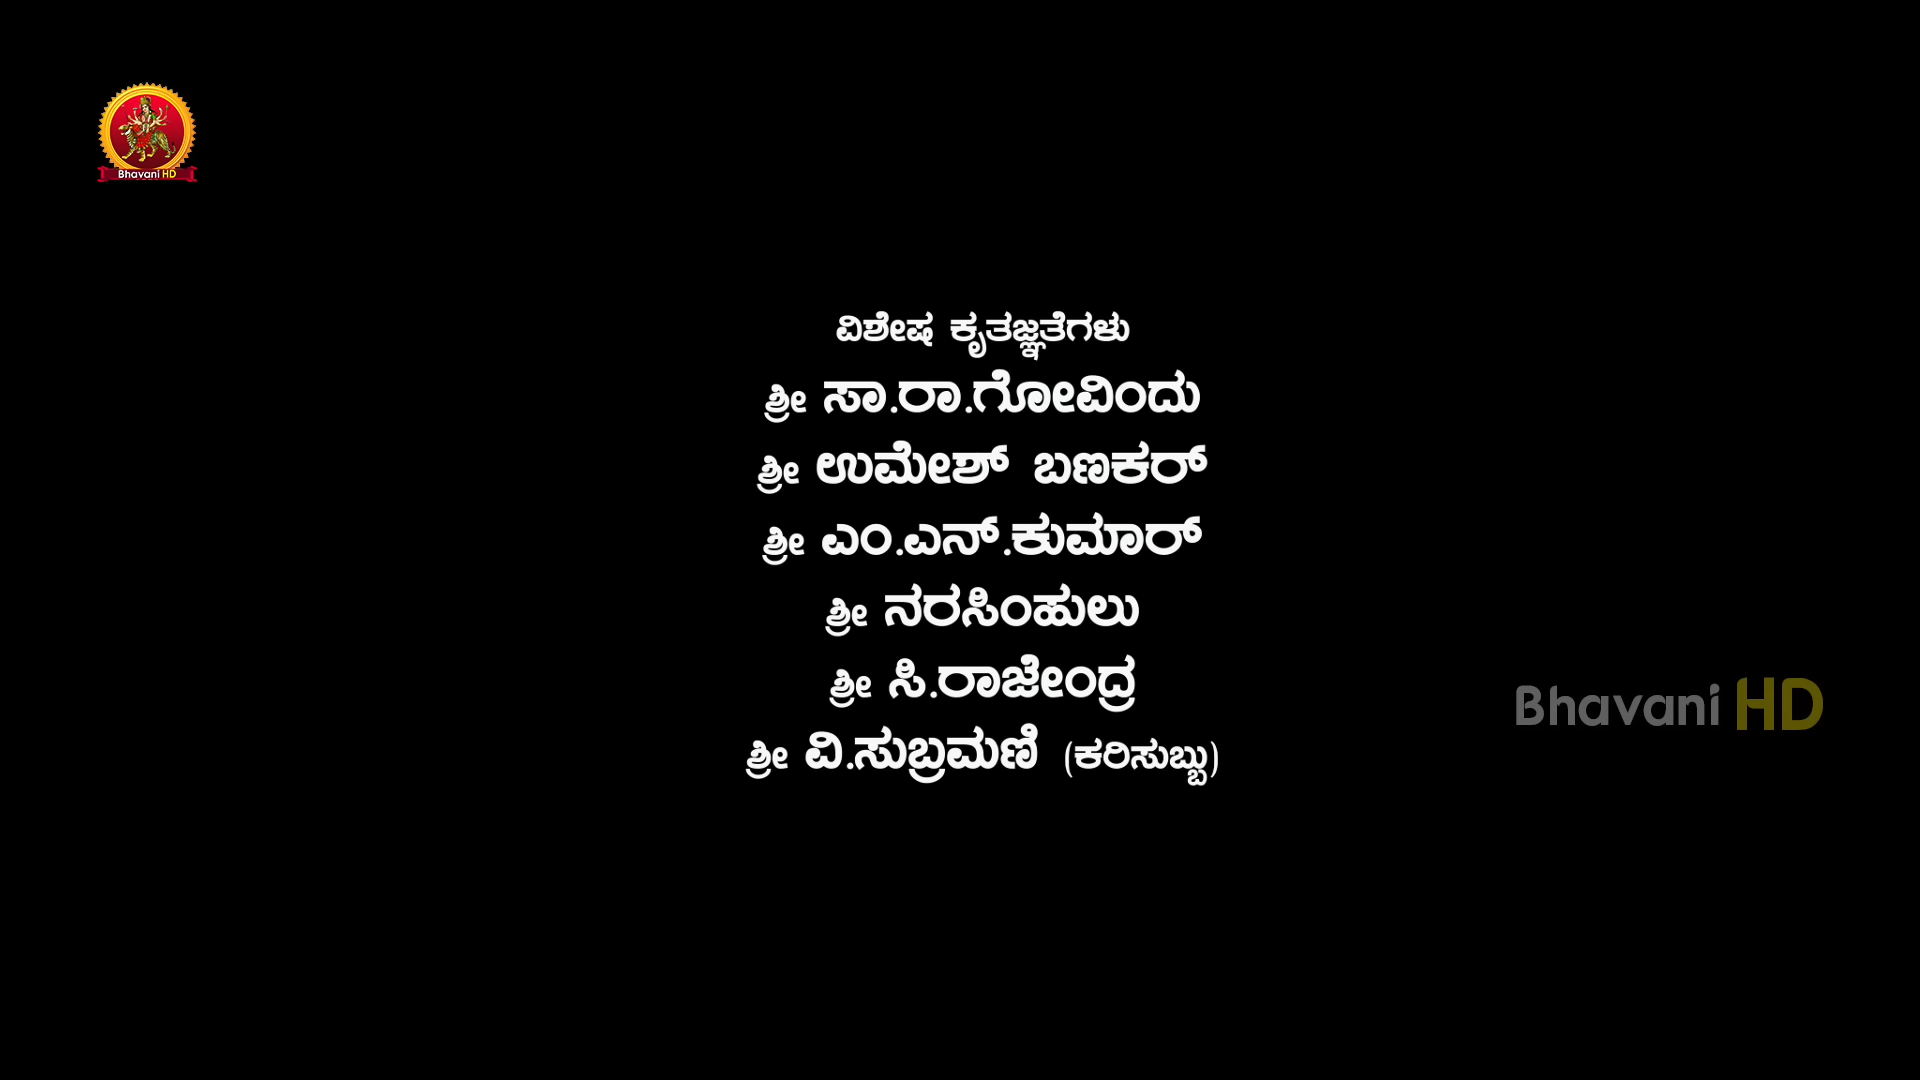 Bhavani HD
ವಿಶೇಷ ಕೃತಜ್ಞತೆಗಳು
ಶ್ರೀ ಸಾ.ರಾ.ಗೋವಿಂದು
ಶ್ರೀ ಉಮೇಶ್ ಬಣಕರ್
ಶ್ರೀ ಎಂ.ಎನ್.ಕುಮಾರ್
ಶ್ರೀ ನರಸಿಂಹುಲು
ಶ್ರೀ ಸಿ.ರಾಜೇಂದ್ರ
Bhavani HD
ಶ್ರೀ ವಿ.ಸುಬ್ರಮಣಿ (ಕರಿಸುಬ್ಬು)